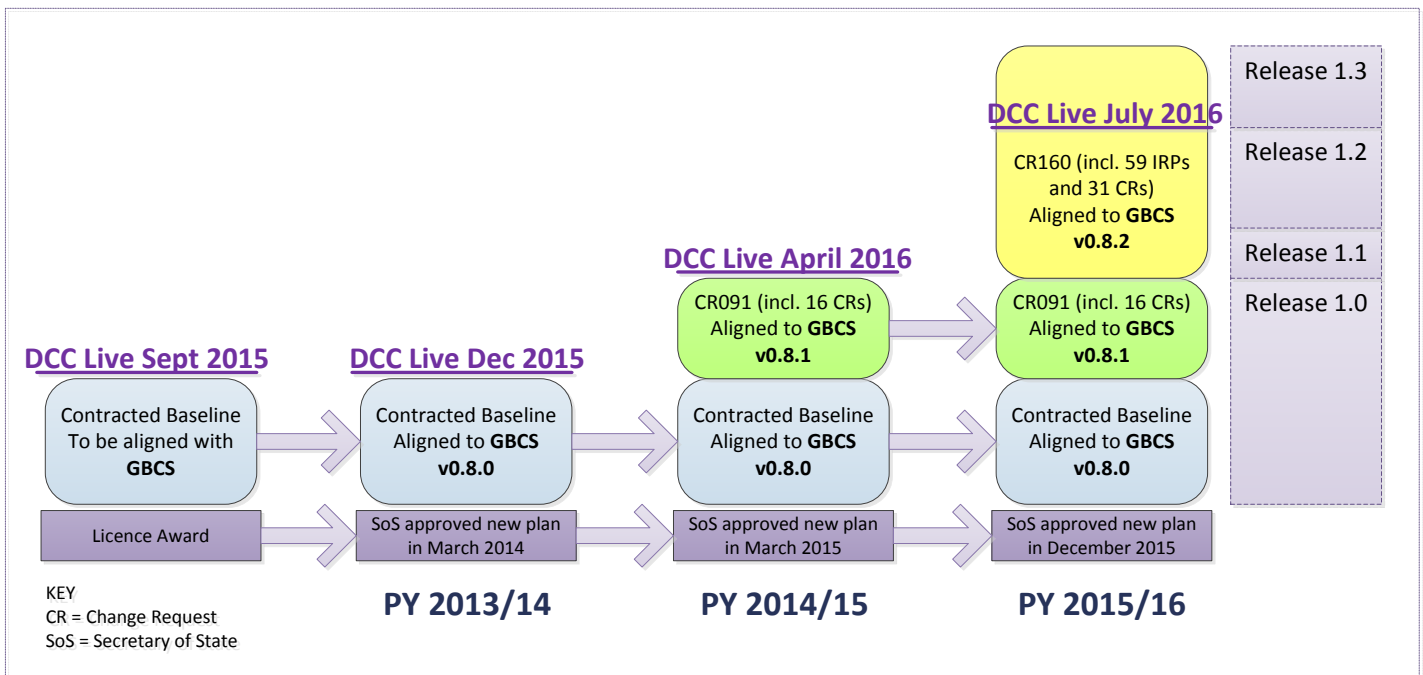 DCC Live Sept 2015
Contracted Baseline
To be aligned with
GBCS
Licence Award
DCC Live Dec 2015
Contracted Baseline
Aligned to GBCS
v0.8.0
SoS approved new plan
in March 2014
PY 2013/14
DCC Live April 2016
CR091 (incl. 16 CRs)
Aligned to GBCS
v0.8.1
Contracted Baseline
Aligned to GBCS
v0.8.0
SoS approved new plan
in March 2015
PY 2014/15
DCC Live July 2016
CR160 (incl. 59 IRPs
and 31 CRs)
Aligned to GBCS
v0.8.2
CR091 (incl. 16 CRs)
Aligned to GBCS
v0.8.1
Contracted Baseline
Aligned to GBCS
v0.8.0
SoS approved new plan
in December 2015
PY 2015/16
Release 1.3
Release 1.2
Release 1.1
Release 1.0
KEY
CR = Change Request
SoS = Secretary of State